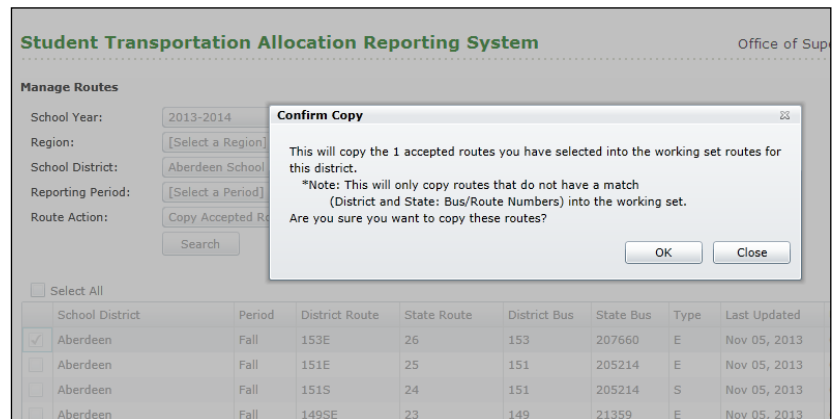 Student Transportation Allocation Reporting System
Office of Sup
Manage Routes
School Year: 2013-2014
Region: [Select a Region]
School District: Aberdeen School
Reporting Period: [Select a Period]
Route Action: Copy Accepted Ro
Search
Confirm Copy
This will copy the 1 accepted routes you have selected into the working set routes for
this district.
*Note: This will only copy routes that do not have a match
(District and State: Bus/Route Numbers) into the working set.
Are you sure you want to copy these routes?
OK Close
Select All
School District Period District Route State Route District Bus State Bus Type Last Updated
Aberdeen Fall 153E 26 153 207660 E Nov 05, 2013
Aberdeen Fall 151E 25 151 205214 E Nov 05, 2013
Aberdeen Fall 151S 24 151 205214 S Nov 05, 2013
Aberdeen Fall 149SE 23 149 21359 E Nov 05, 2013